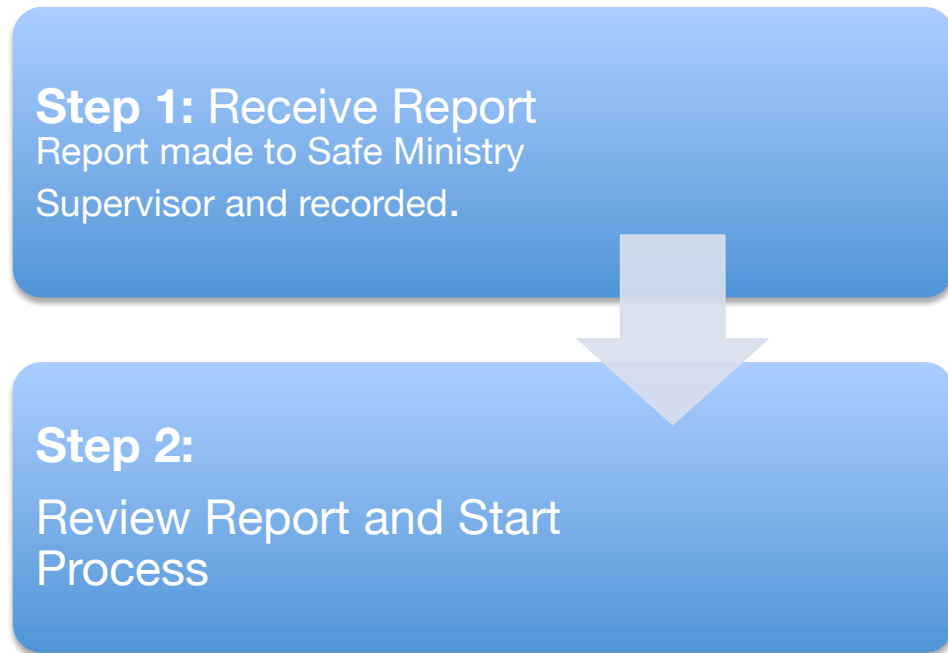 Step 1: Receive Report
Report made to Safe Ministry
Supervisor and recorded.
Step 2:
Review Report and Start
Process